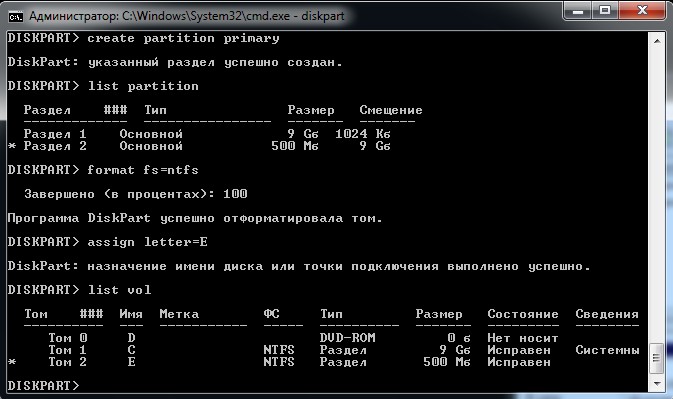 Администратор: C:\Windows\System32\cmd.exe - diskpart
DISKPART> create partition primary
DiskPart: указанный раздел успешно создан.
DISKPART> list partition
Раздел ### Тип Размер Смещение
------------- ---------------- ------- --------
Раздел 1 Основной 9 Gб 1024 Kб
* Раздел 2 Основной 500 Mб 9 Gб
DISKPART> format fs=ntfs
Завершено (в процентах): 100
Программа DiskPart успешно отформатировала том.
DISKPART> assign letter=E
DiskPart: назначение имени диска или точки подключения выполнено успешно.
DISKPART> list vol
Том ### Имя Метка ФС Тип Размер Состояние Сведения
---------- --- ----------- ----- ---------- ------- --------- --------
Том 0 D DVD-ROM 0 б Нет носит
Том 1 C NTFS Раздел 9 Gб Исправен Системны
* Том 2 E NTFS Раздел 500 Mб Исправен
DISKPART>